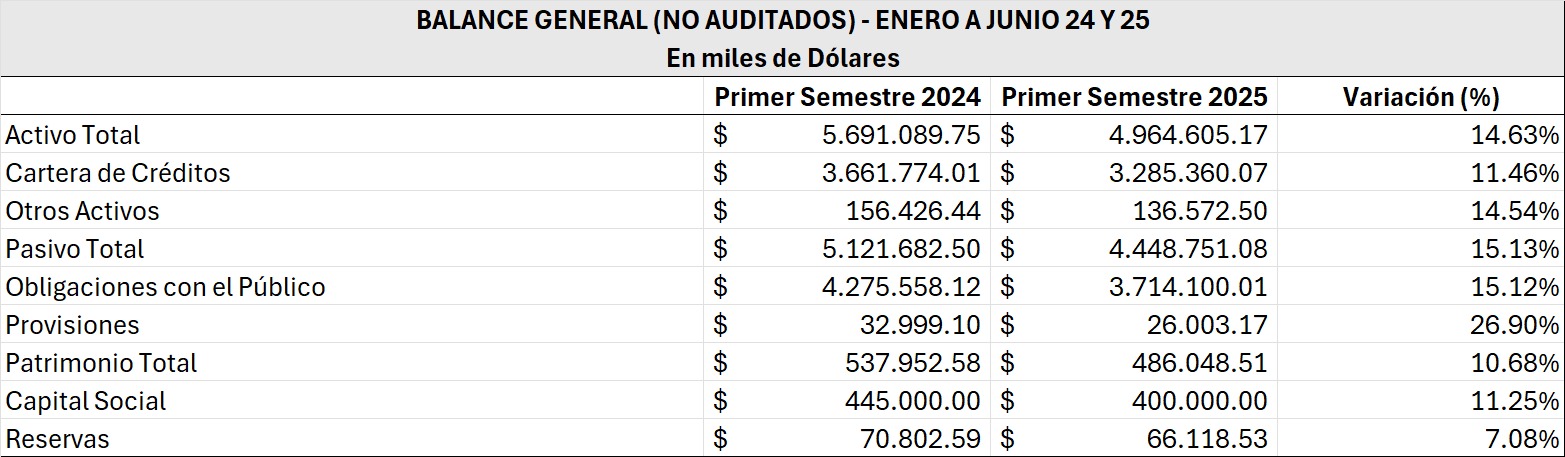 BALANCE GENERAL (NO AUDITADOS) - ENERO A JUNIO 24 Y 25
En miles de Dólares
Primer Semestre 2024 Primer Semestre 2025 Variación (%)
Activo Total $ 5.691.089.75 $ 4.964.605.17 14.63%
Cartera de Créditos $ 3.661.774.01 $ 3.285.360.07 11.46%
Otros Activos $ 156.426.44 $ 136.572.50 14.54%
Pasivo Total $ 5.121.682.50 $ 4.448.751.08 15.13%
Obligaciones con el Público $ 4.275.558.12 $ 3.714.100.01 15.12%
Provisiones $ 32.999.10 $ 26.003.17 26.90%
Patrimonio Total $ 537.952.58 $ 486.048.51 10.68%
Capital Social $ 445.000.00 $ 400.000.00 11.25%
Reservas $ 70.802.59 $ 66.118.53 7.08%